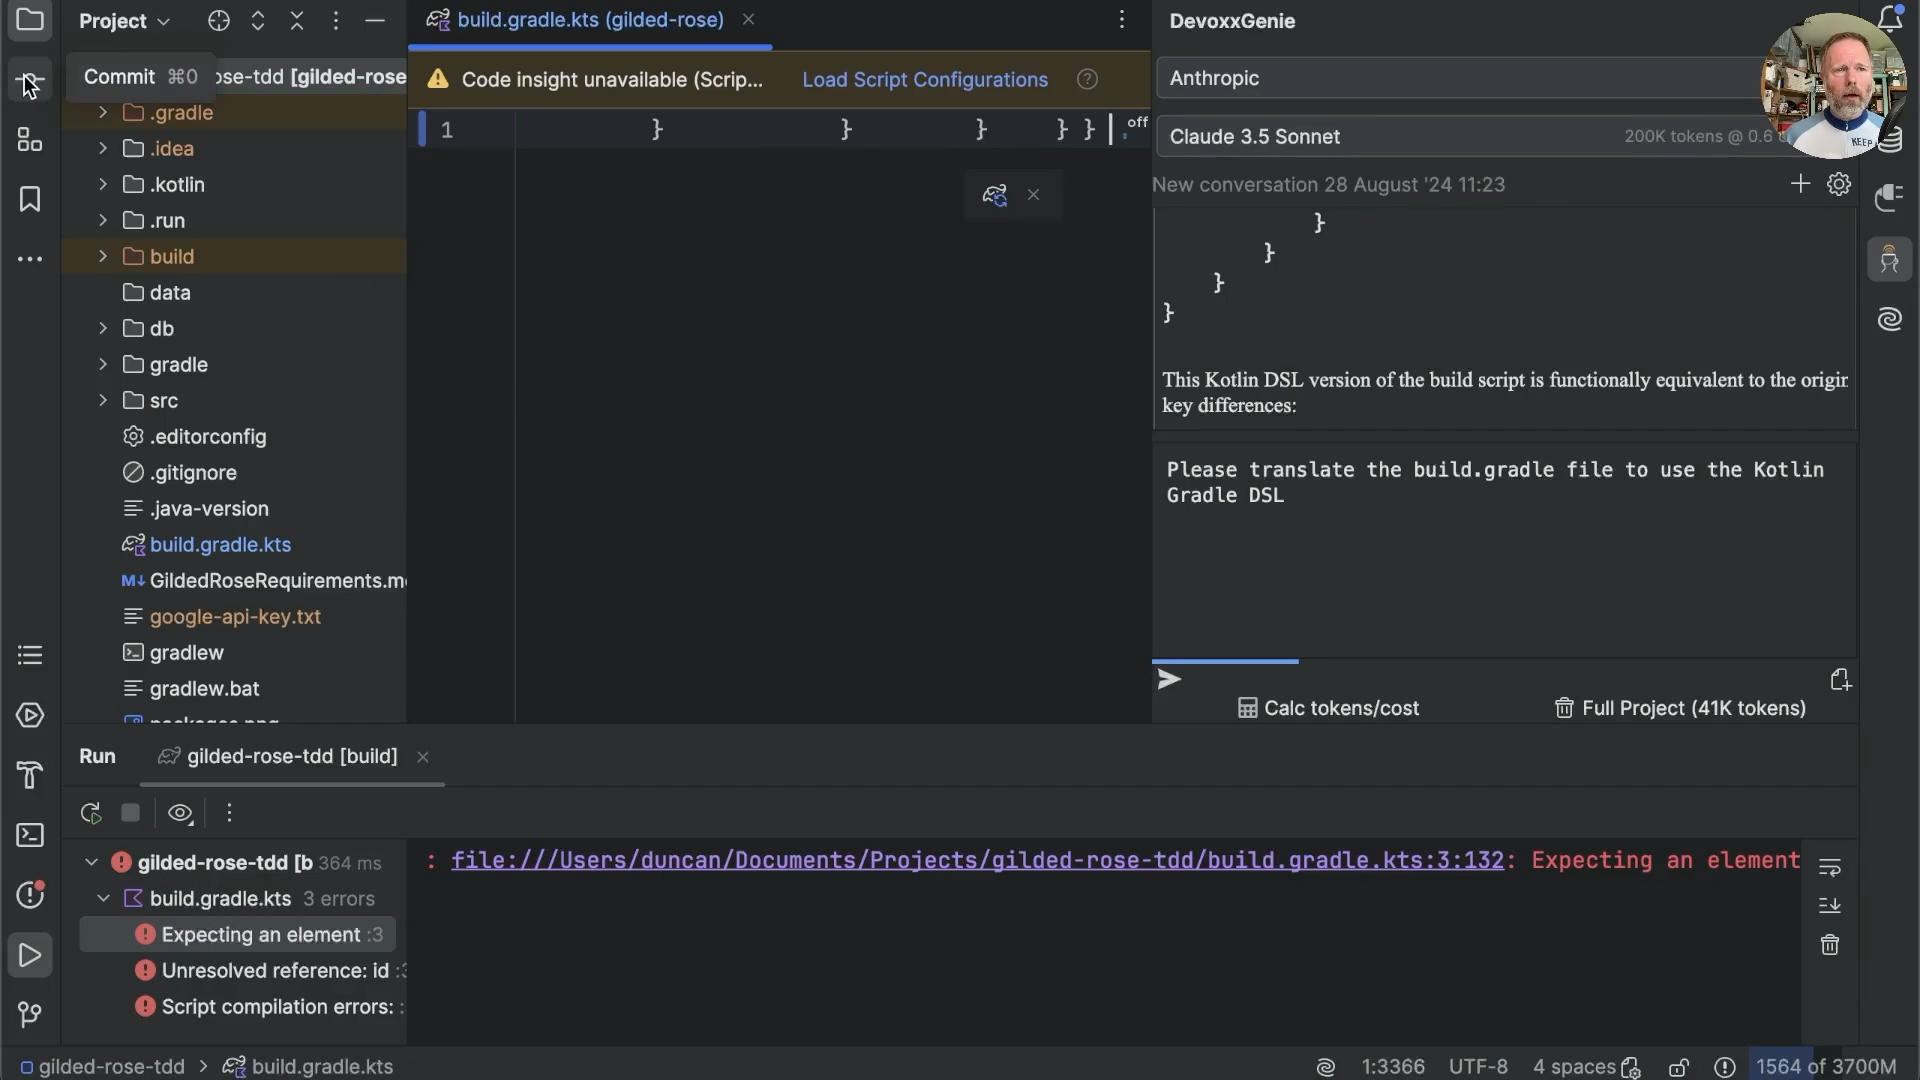 Project
build.gradle.kts (gilded-rose)
DevoxxGenie
Commit ⌘0
ose-tdd [gilded-rose
Code insight unavailable (Scrip...
Load Script Configurations
Anthropic
Claude 3.5 Sonnet
200K tokens @ 0.6
KEEP
New conversation 28 August '24 11:23
1 } } } } }
off
.gradle
.idea
.kotlin
.run
build
data
db
gradle
src
.editorconfig
.gitignore
.java-version
build.gradle.kts
M↓ GildedRoseRequirements.m
google-api-key.txt
gradlew
gradlew.bat
}
}
}
}
This Kotlin DSL version of the build script is functionally equivalent to the origin
key differences:
Please translate the build.gradle file to use the Kotlin
Gradle DSL
Calc tokens/cost
Full Project (41K tokens)
Run
gilded-rose-tdd [build]
gilded-rose-tdd [b 364 ms
build.gradle.kts 3 errors
Expecting an element :3
Unresolved reference: id :3
Script compilation errors: :
: file:///Users/duncan/Documents/Projects/gilded-rose-tdd/build.gradle.kts:3:132: Expecting an element
gilded-rose-tdd > build.gradle.kts
1:3366
UTF-8
4 spaces
1564 of 3700M